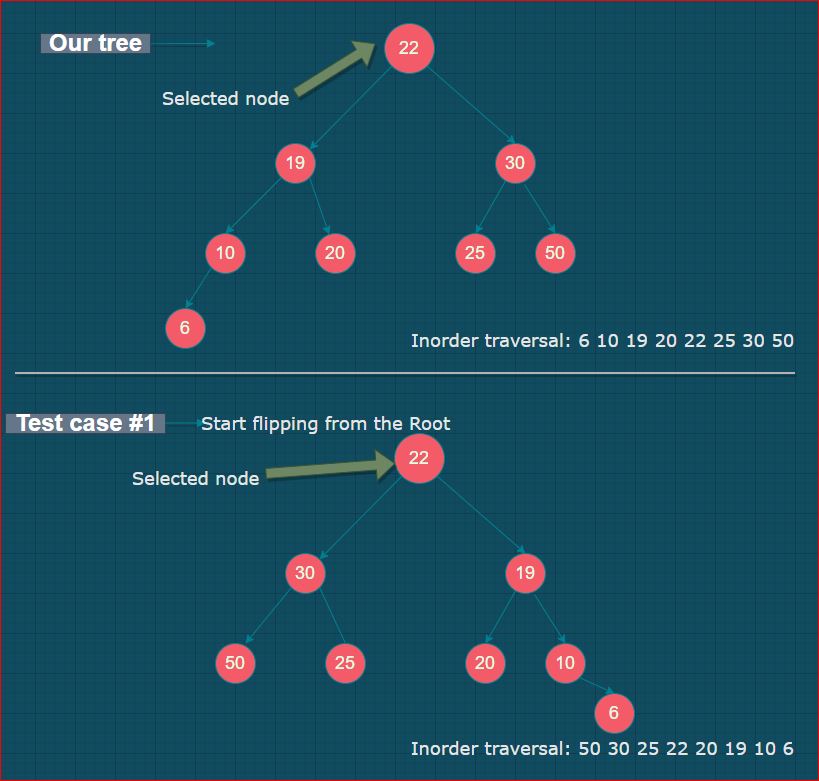 Our tree
22
Selected node
19 30
10 20 25 50
6
Inorder traversal: 6 10 19 20 22 25 30 50
Test case #1 Start flipping from the Root
22
Selected node
30 19
50 25 20 10
6
Inorder traversal: 50 30 25 22 20 19 10 6